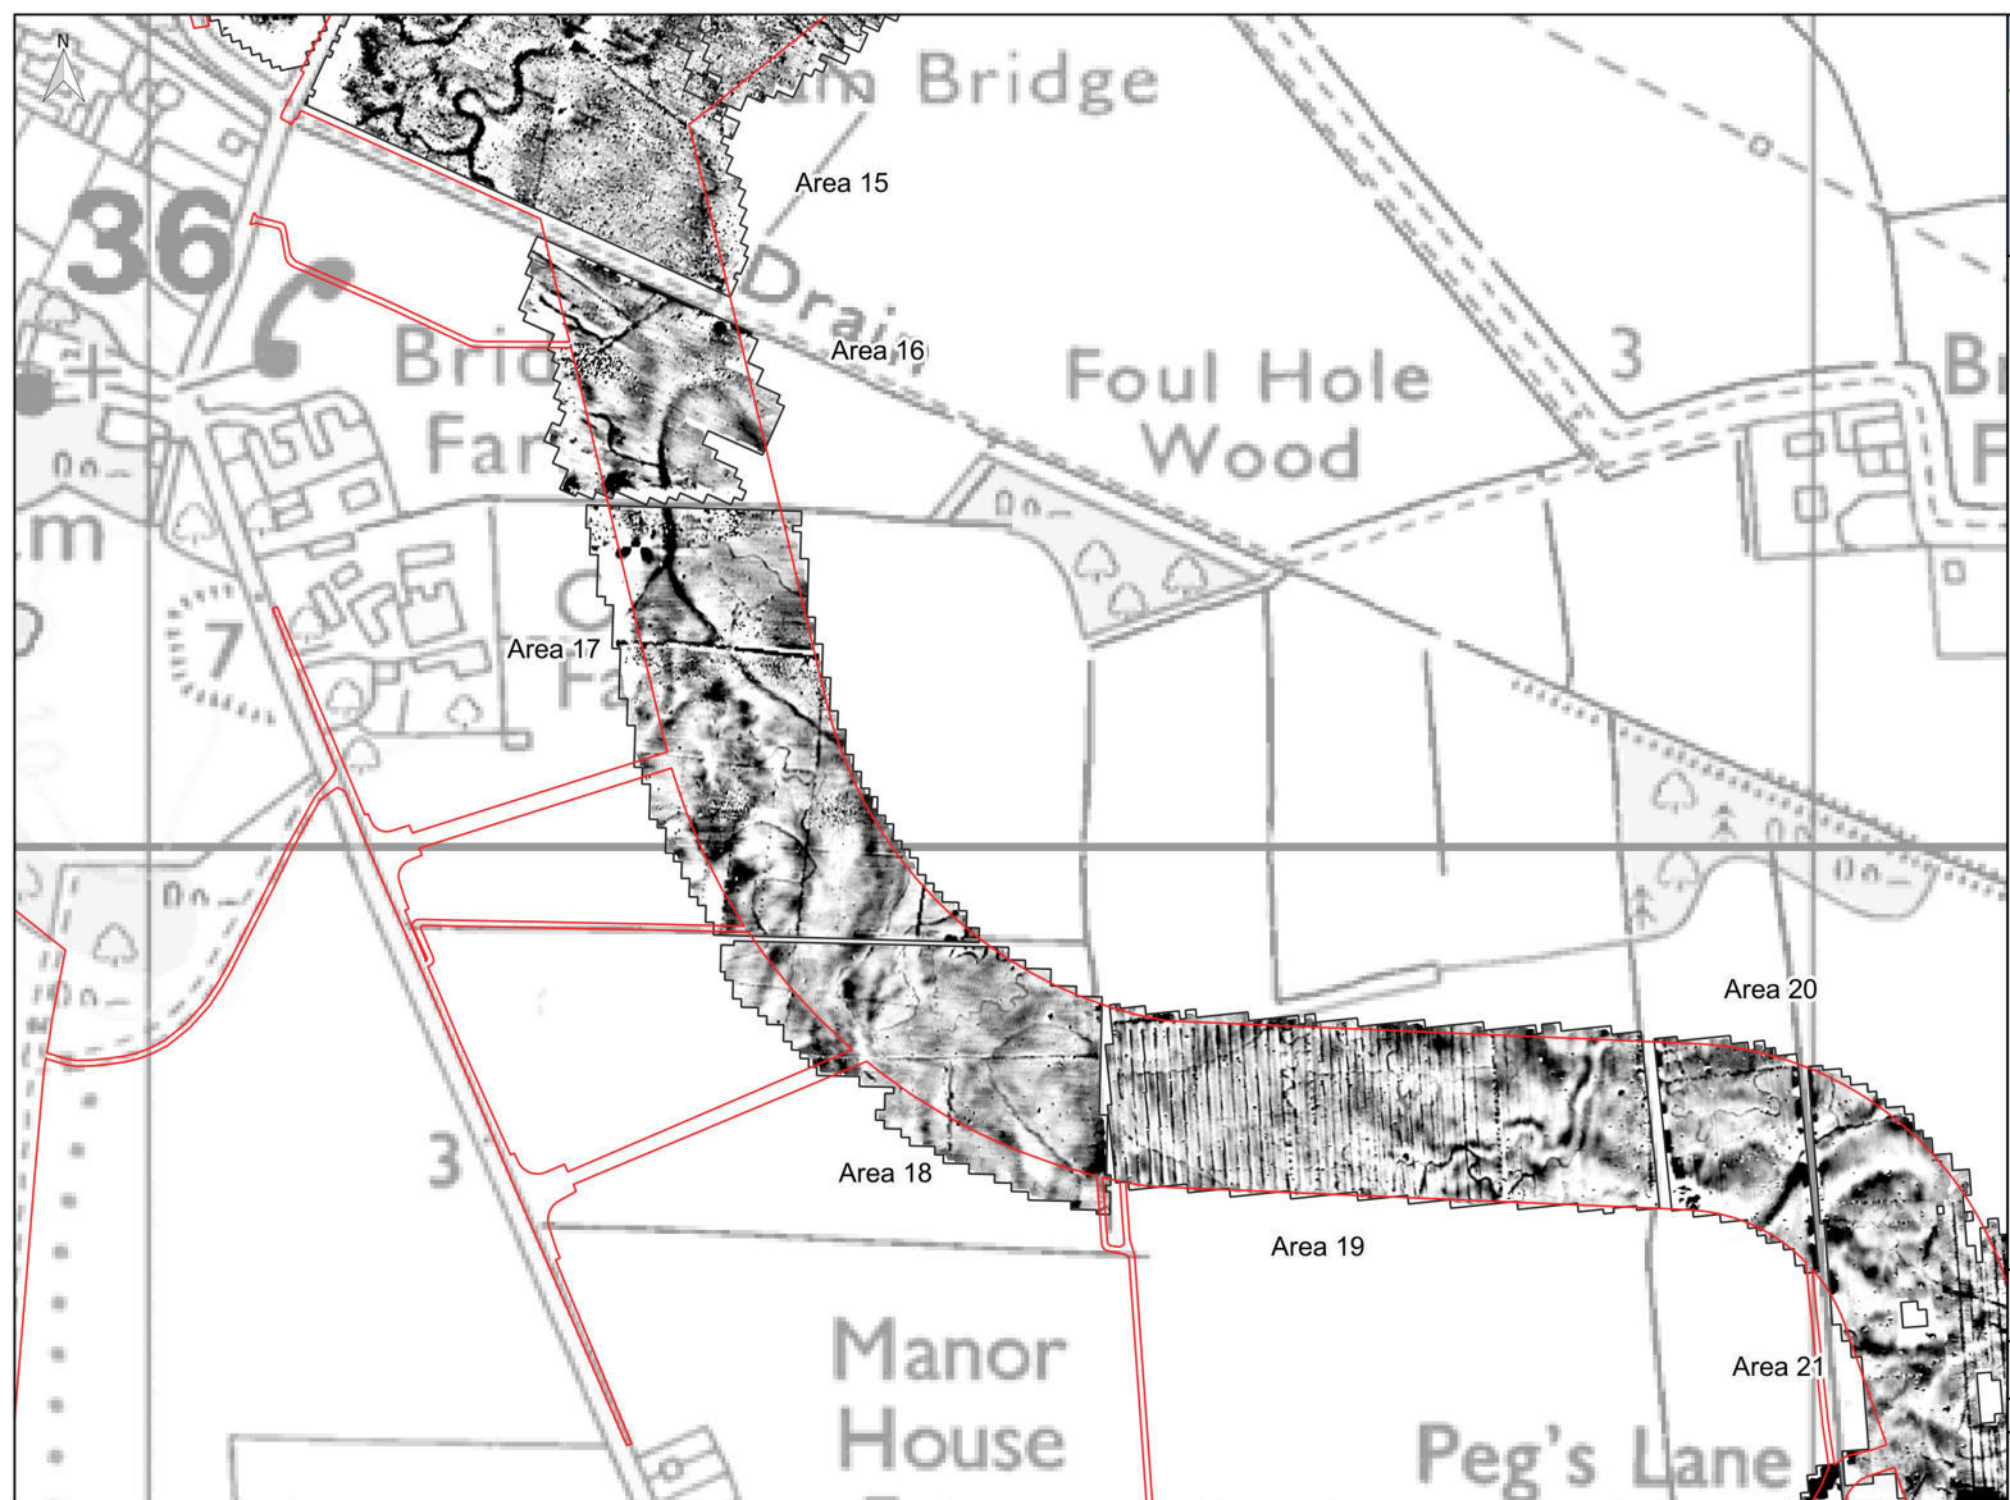 N
Bridge
Area 15
36
Drain
Area 16
3
Foul Hole
Wood
7
Area 17
Area 20
3
Area 18
Area 19
Manor
House
Area 21
Peg's Lane